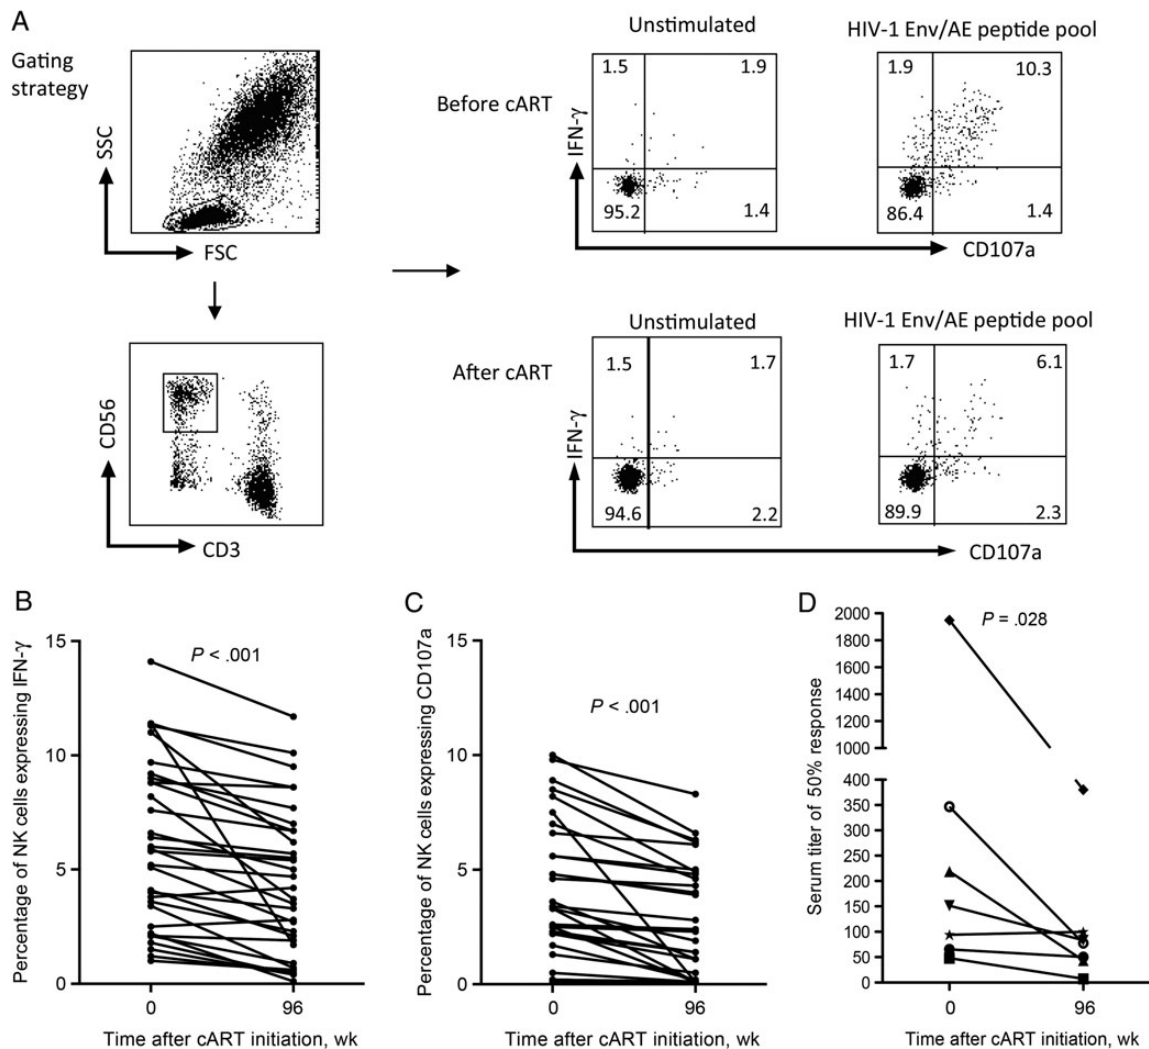 A
Gating
strategy
SSC
FSC
CD56
CD3
Unstimulated
HIV-1 Env/AE peptide pool
Before cART
IFN-γ
1.5
1.9
95.2
1.4
1.9
10.3
86.4
1.4
CD107a
Unstimulated
HIV-1 Env/AE peptide pool
After cART
IFN-γ
1.5
1.7
94.6
2.2
1.7
6.1
89.9
2.3
CD107a
B
Percentage of NK cells expressing IFN-γ
15
10
5
0
P < .001
0
96
Time after cART initiation, wk
C
Percentage of NK cells expressing CD107a
15
10
5
0
P < .001
0
96
Time after cART initiation, wk
D
Serum titer of 50% response
2000
1900
1800
1700
1600
1500
1400
1300
1200
1100
1000
400
350
300
250
200
150
100
50
0
P = .028
0
96
Time after cART initiation, wk